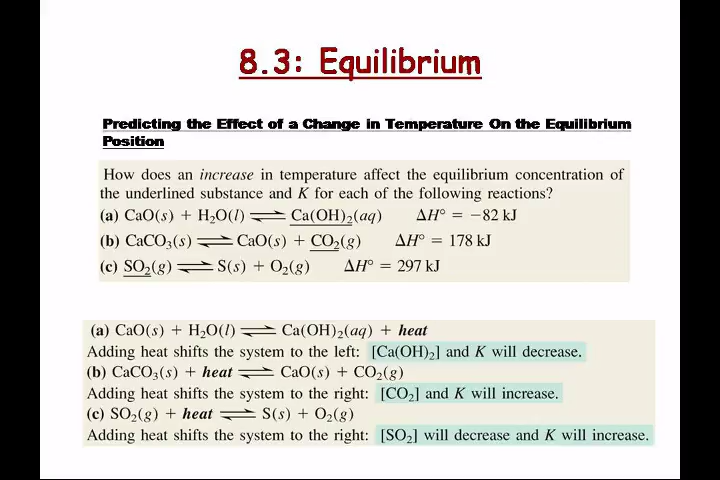 8.3: Equilibrium
Predicting the Effect of a Change in Temperature On the Equilibrium
Position
How does an increase in temperature affect the equilibrium concentration of
the underlined substance and K for each of the following reactions?
(a) CaO(s) + H₂O(l) ⇌ Ca(OH)₂(aq) ΔH° = −82 kJ
(b) CaCO₃(s) ⇌ CaO(s) + CO₂(g) ΔH° = 178 kJ
(c) SO₂(g) ⇌ S(s) + O₂(g) ΔH° = 297 kJ
(a) CaO(s) + H₂O(l) ⇌ Ca(OH)₂(aq) + heat
Adding heat shifts the system to the left: [Ca(OH)₂] and K will decrease.
(b) CaCO₃(s) + heat ⇌ CaO(s) + CO₂(g)
Adding heat shifts the system to the right: [CO₂] and K will increase.
(c) SO₂(g) + heat ⇌ S(s) + O₂(g)
Adding heat shifts the system to the right: [SO₂] will decrease and K will increase.